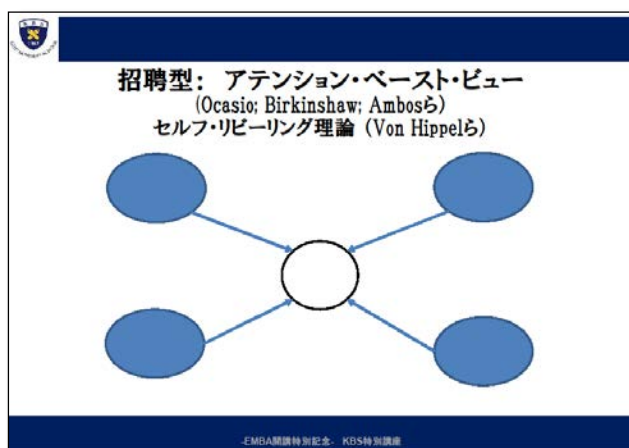 招聘型: アテンション・ベースト・ビュー
(Ocasio; Birkinshaw; Ambosら)
セルフ・リビーリング理論 (Von Hippelら)
-EMBA開講特別記念- KBS特別講座